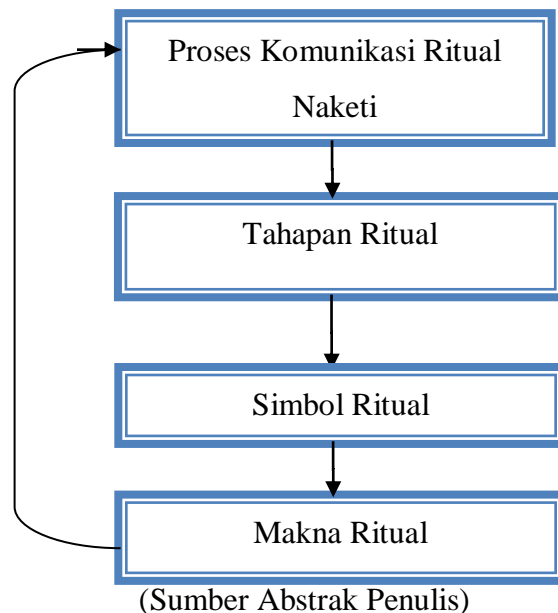 Proses Komunikasi Ritual
Naketi
Tahapan Ritual
Simbol Ritual
Makna Ritual
(Sumber Abstrak Penulis)